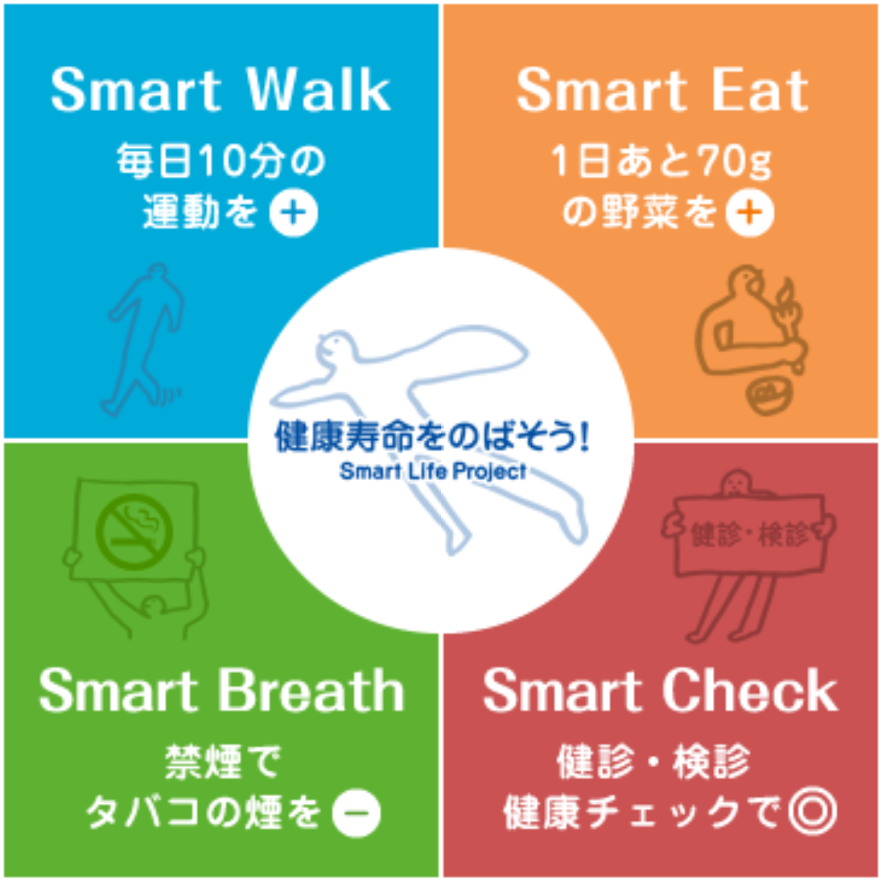 Smart Walk
毎日10分の
運動を+
Smart Eat
1日あと70g
の野菜を+
健康寿命をのばそう!
Smart Life Project
Smart Breath
禁煙で
タバコの煙を−
健診・検診
Smart Check
健診・検診
健康チェックで◎